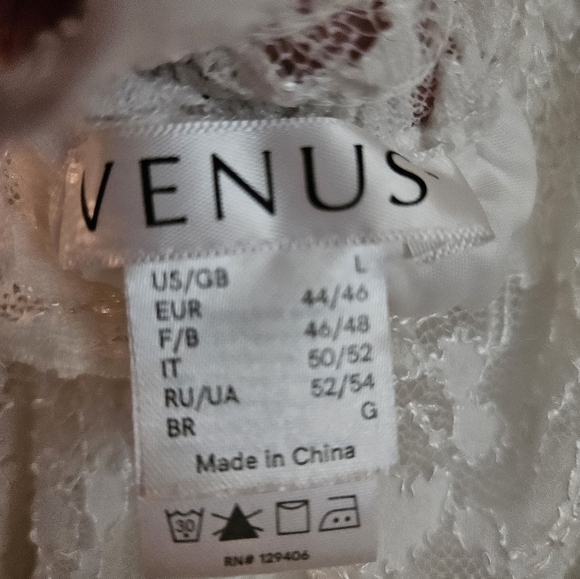 VENUS
US/GB L
EUR 44/46
F/B 46/48
IT 50/52
RU/UA 52/54
BR G
Made in China
30
RN# 129406